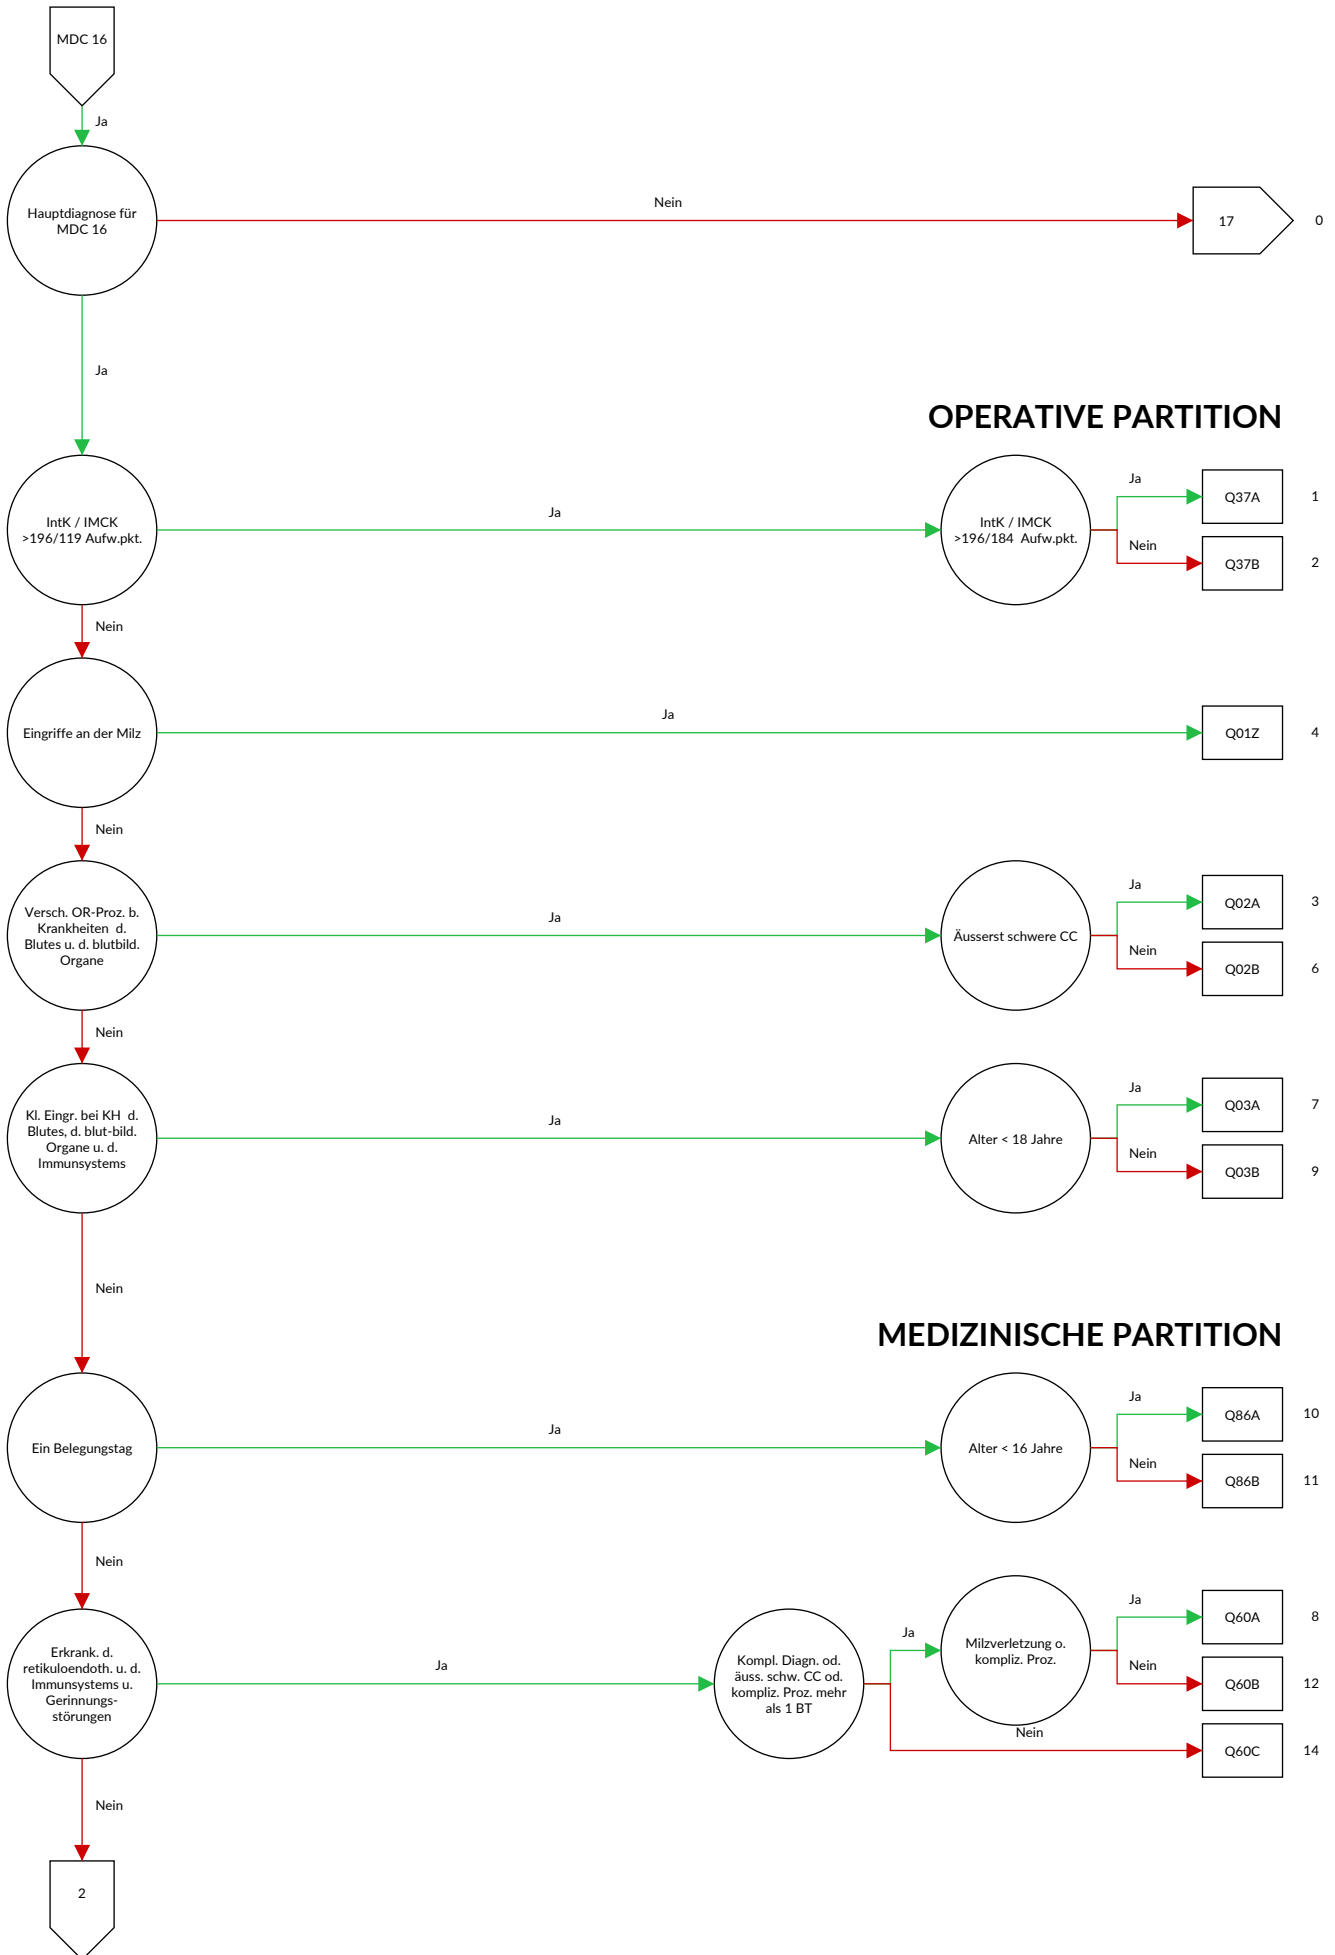 MDC 16
Ja
Hauptdiagnose für
MDC 16
Nein
17
0
Ja
OPERATIVE PARTITION
IntK / IMCK
>196/119 Aufw.pkt.
Ja
IntK / IMCK
>196/184 Aufw.pkt.
Ja
Q37A
1
Nein
Q37B
2
Nein
Eingriffe an der Milz
Ja
Q01Z
4
Nein
Versch. OR-Proz. b.
Krankheiten d.
Blutes u. d. blutbild.
Organe
Ja
Äusserst schwere CC
Ja
Q02A
3
Nein
Q02B
6
Nein
Kl. Eingr. bei KH d.
Blutes, d. blut-bild.
Organe u. d.
Immunsystems
Ja
Alter < 18 Jahre
Ja
Q03A
7
Nein
Q03B
9
Nein
MEDIZINISCHE PARTITION
Ein Belegungstag
Ja
Alter < 16 Jahre
Ja
Q86A
10
Nein
Q86B
11
Nein
Erkrank. d.
retikuloendoth. u. d.
Immunsystems u.
Gerinnungs-
störungen
Ja
Kompl. Diagn. od.
äuss. schw. CC od.
kompliz. Proz. mehr
als 1 BT
Ja
Milzverletzung o.
kompliz. Proz.
Ja
Q60A
8
Nein
Q60B
12
Nein
Q60C
14
Nein
2